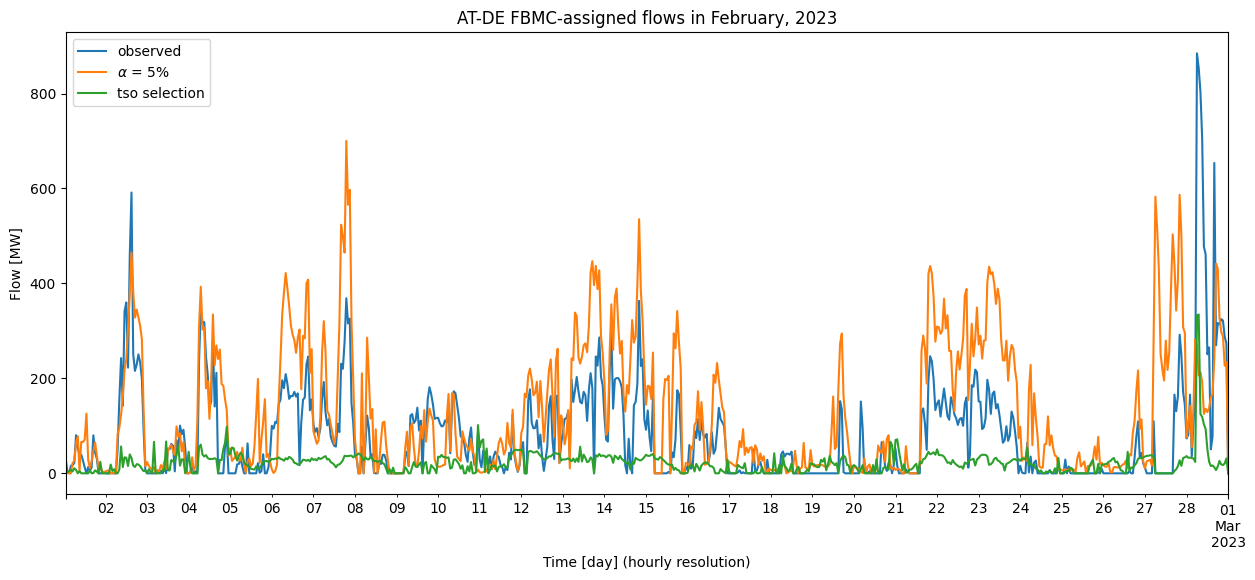 AT-DE FBMC-assigned flows in February, 2023
observed
α = 5%
tso selection
800
600
400
200
0
Flow [MW]
02 03 04 05 06 07 08 09 10 11 12 13 14 15 16 17 18 19 20 21 22 23 24 25 26 27 28 01
Mar
2023
Time [day] (hourly resolution)